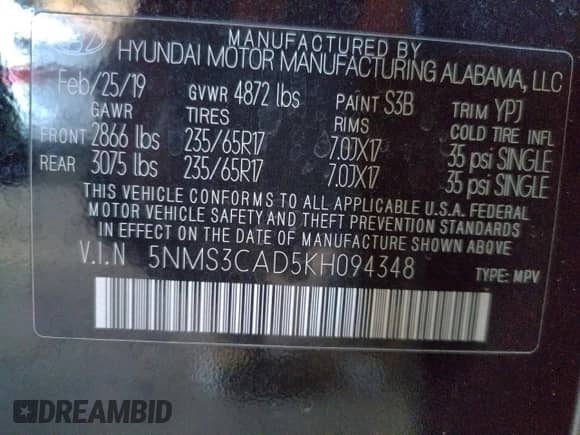 MANUFACTURED BY
HYUNDAI MOTOR MANUFACTURING ALABAMA, LLC
Feb/25/19 GVWR 4872 lbs PAINT S3B TRIM YPJ
GAWR TIRES RIMS COLD TIRE INFL
FRONT 2866 lbs 235/65R17 7.0JX17 35 psi SINGLE
REAR 3075 lbs 235/65R17 7.0JX17 35 psi SINGLE
THIS VEHICLE CONFORMS TO ALL APPLICABLE U.S.A. FEDERAL
MOTOR VEHICLE SAFETY AND THEFT PREVENTION STANDARDS
IN EFFECT ON THE DATE OF MANUFACTURE SHOWN ABOVE.
V.I.N 5NMS3CAD5KH094348 TYPE: MPV
DREAMBID